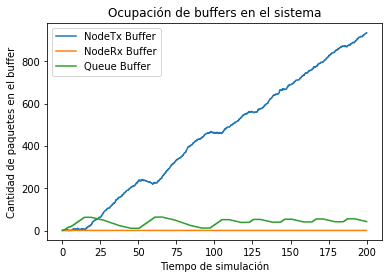 Ocupación de buffers en el sistema
NodeTx Buffer
NodeRx Buffer
Queue Buffer
Cantidad de paquetes en el buffer
800
600
400
200
0
0 25 50 75 100 125 150 175 200
Tiempo de simulación